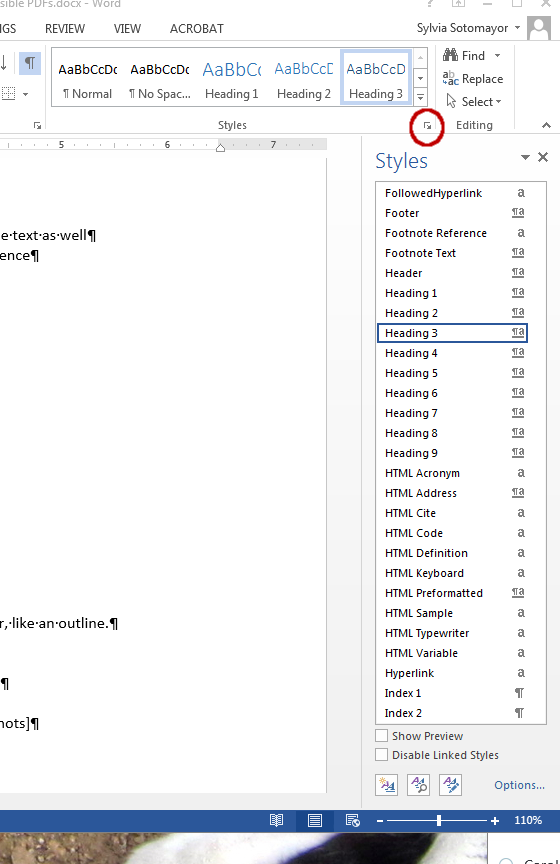 sible PDFs.docx - Word
?
GS REVIEW VIEW ACROBAT
Sylvia Sotomayor
¶
AaBbCcDc AaBbCcDc AaBbCc AaBbCcD AaBbCcD
¶ Normal ¶ No Spac... Heading 1 Heading 2 Heading 3
Find
Replace
Select
Styles
Editing
5 6 7
e·text·as·well¶
ence¶
r,·like·an·outline.¶
¶
hots]¶
Styles
FollowedHyperlink a
Footer ¶a
Footnote Reference a
Footnote Text ¶a
Header ¶a
Heading 1 ¶a
Heading 2 ¶a
Heading 3 ¶a
Heading 4 ¶a
Heading 5 ¶a
Heading 6 ¶a
Heading 7 ¶a
Heading 8 ¶a
Heading 9 ¶a
HTML Acronym a
HTML Address ¶a
HTML Cite a
HTML Code a
HTML Definition a
HTML Keyboard a
HTML Preformatted ¶a
HTML Sample a
HTML Typewriter a
HTML Variable a
Hyperlink a
Index 1 ¶
Index 2 ¶
Show Preview
Disable Linked Styles
Options...
110%